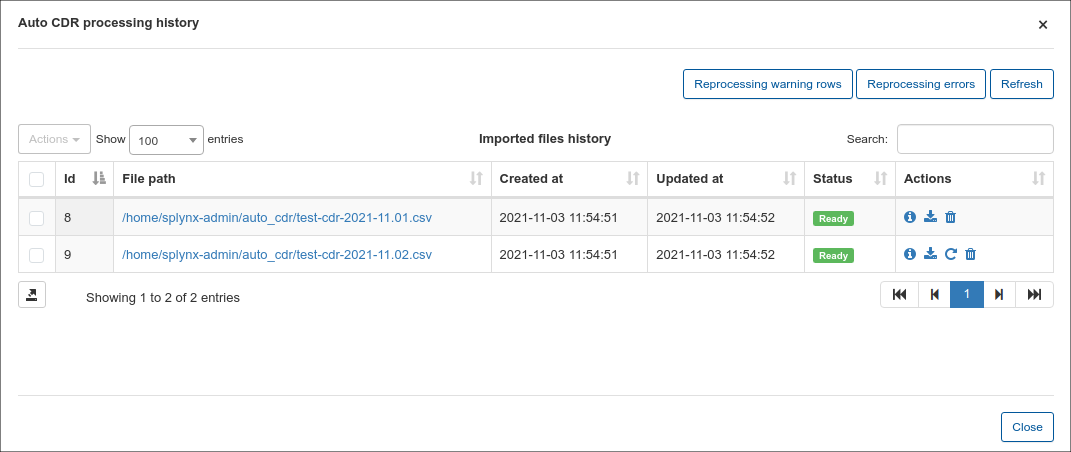 Auto CDR processing history
Reprocessing warning rows Reprocessing errors Refresh
Actions Show 100 entries Imported files history Search:
Id File path Created at Updated at Status Actions
8 /home/splynx-admin/auto_cdr/test-cdr-2021-11.01.csv 2021-11-03 11:54:51 2021-11-03 11:54:52 Ready
9 /home/splynx-admin/auto_cdr/test-cdr-2021-11.02.csv 2021-11-03 11:54:51 2021-11-03 11:54:52 Ready
Showing 1 to 2 of 2 entries 1
Close